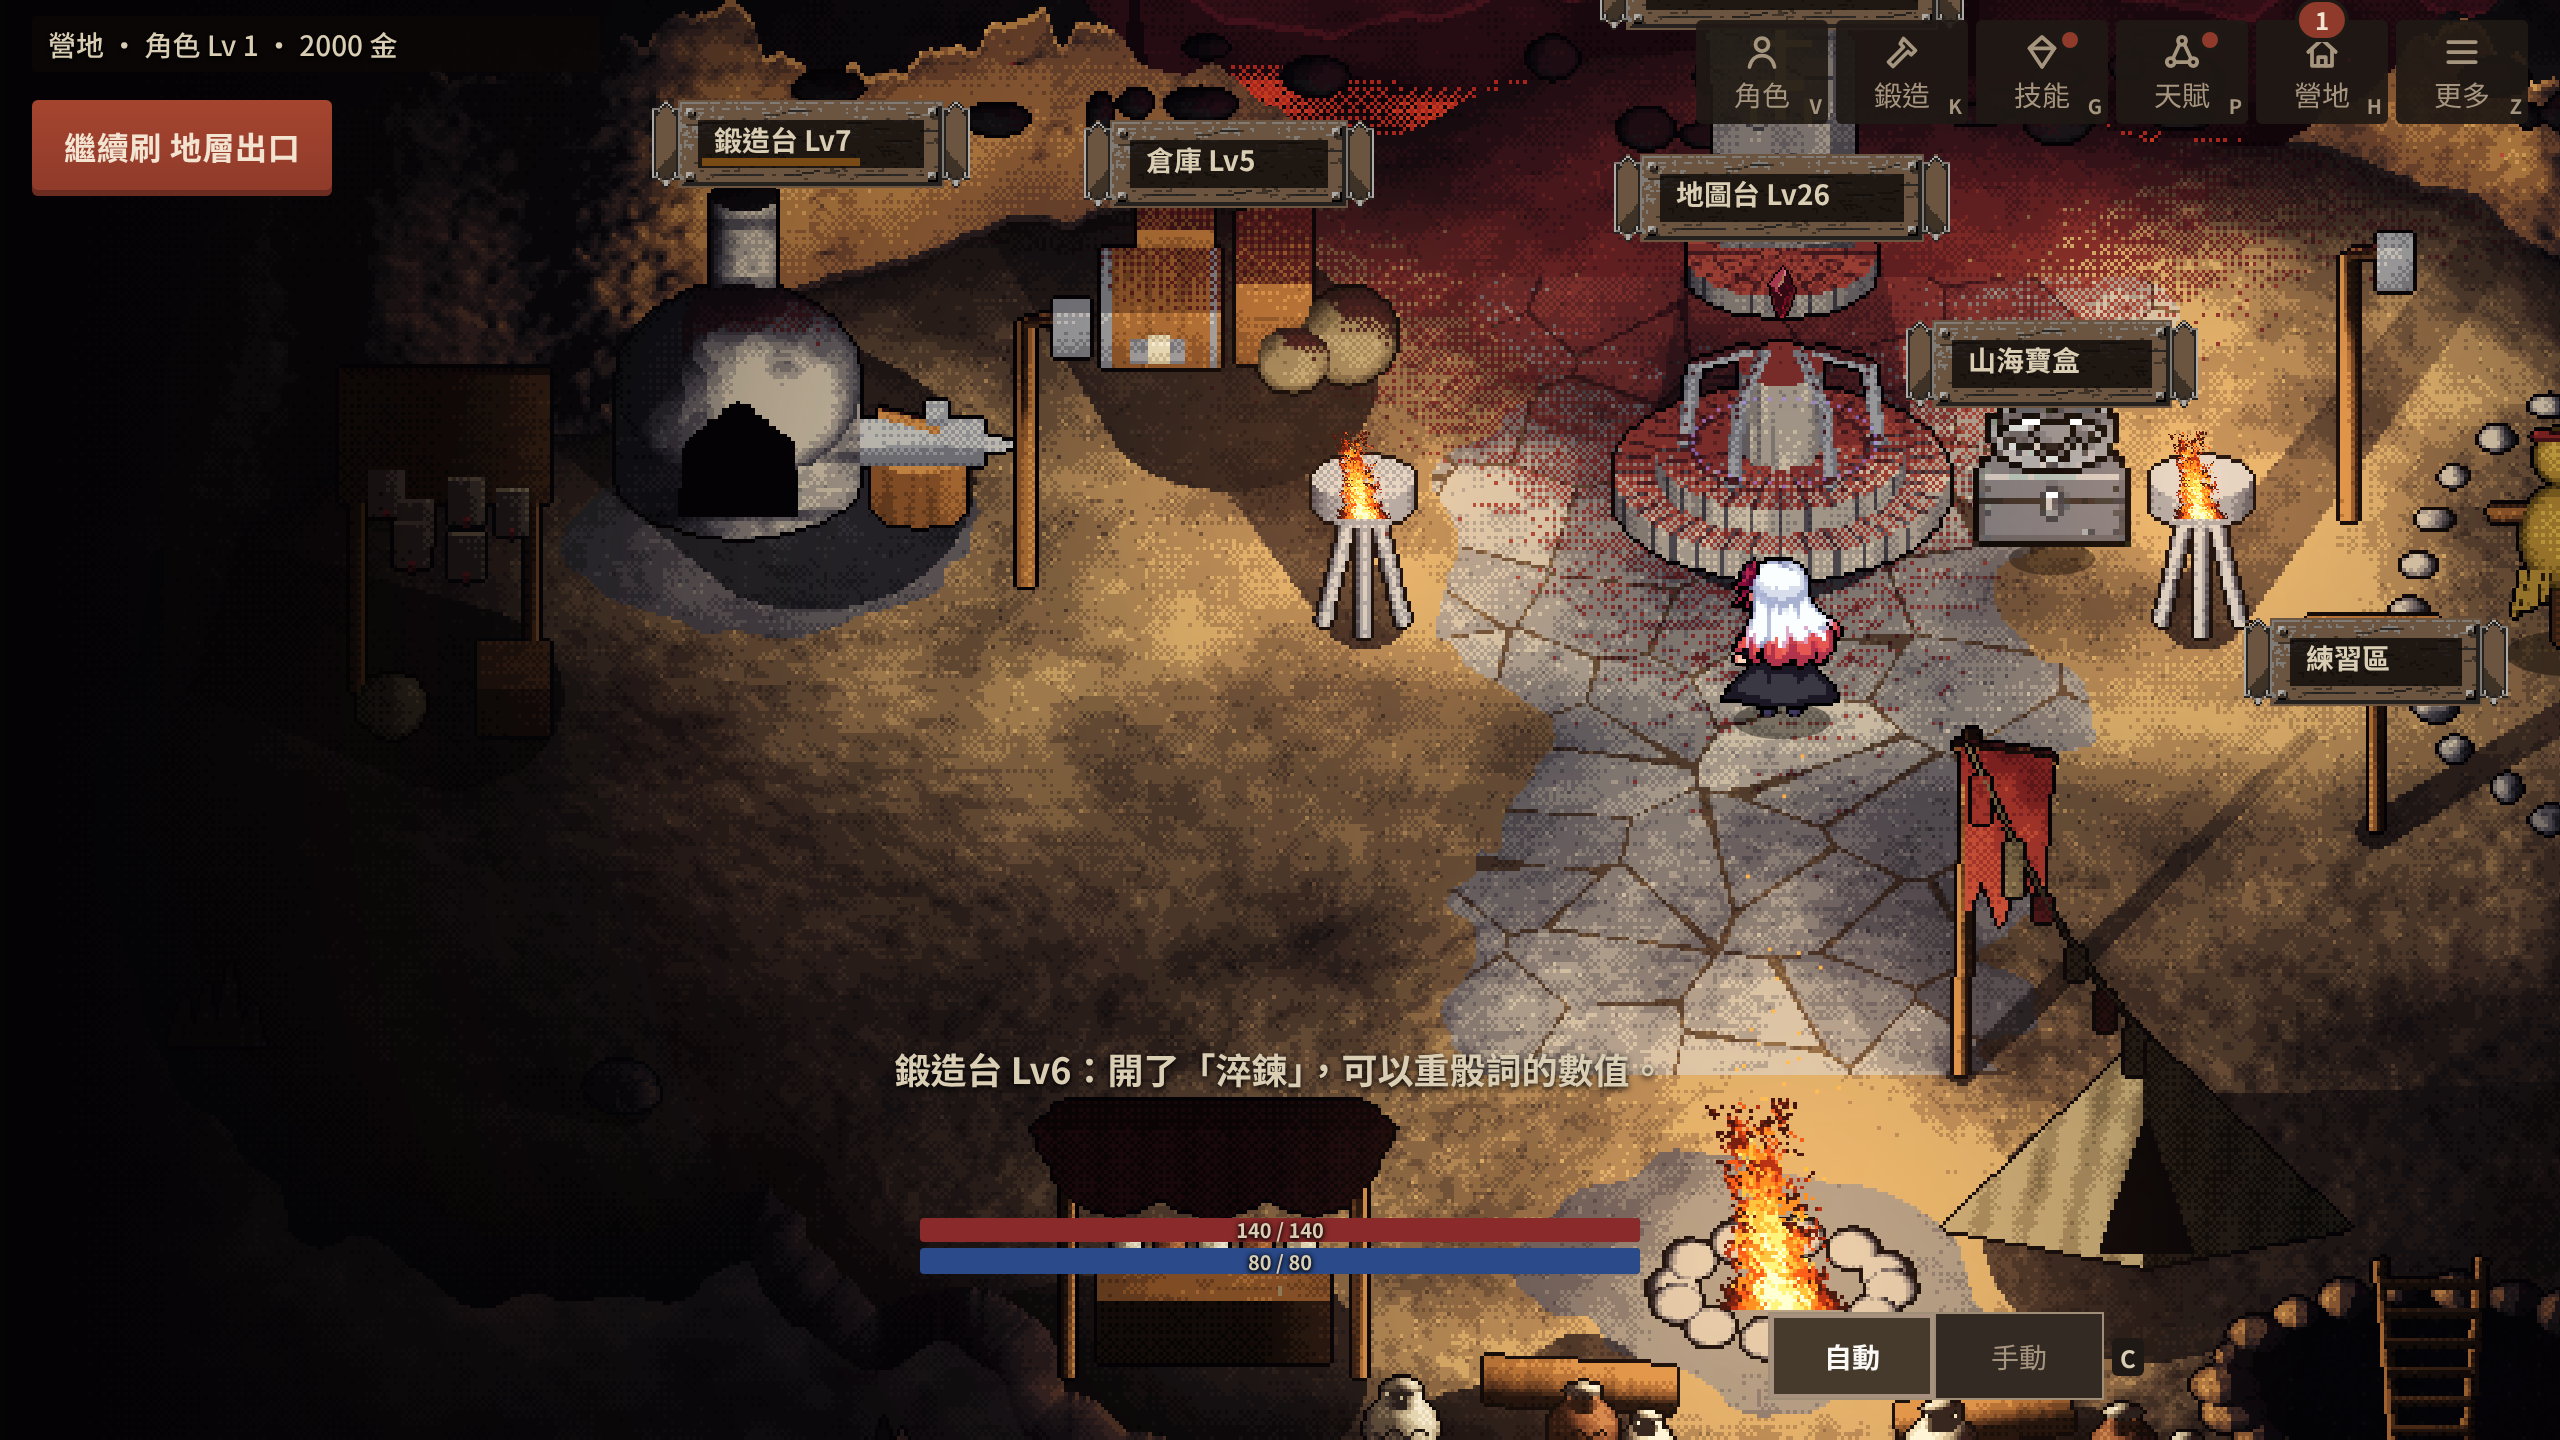 營地 · 角色 Lv 1 · 2000 金
繼續刷 地層出口
1
角色 V
鍛造 K
技能 G
天賦 P
營地 H
更多 Z
鍛造台 Lv7
倉庫 Lv5
地圖台 Lv26
山海寶盒
練習區
鍛造台 Lv6：開了「淬鍊」，可以重骰詞的數值。
140 / 140
80 / 80
自動
手動
C